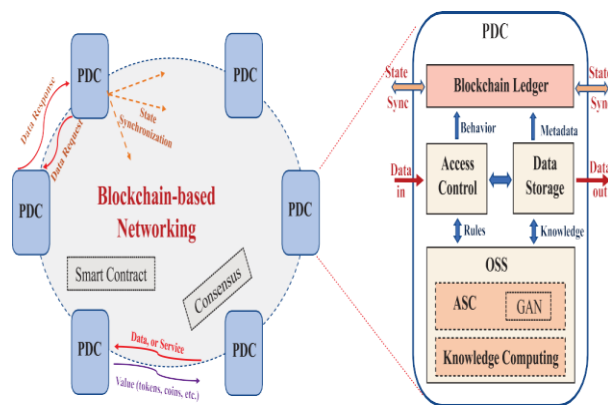 PDC
PDC
Data Response
Data Request
State
Synchronization
PDC
PDC
Blockchain-based
Networking
Smart Contract
Consensus
PDC
PDC
Data, or Service
Value (tokens, coins, etc.)
PDC
State
Sync
Blockchain Ledger
State
Sync
Behavior
Metadata
Data
in
Access
Control
Data
Storage
Data
out
Rules
Knowledge
OSS
ASC
GAN
Knowledge Computing